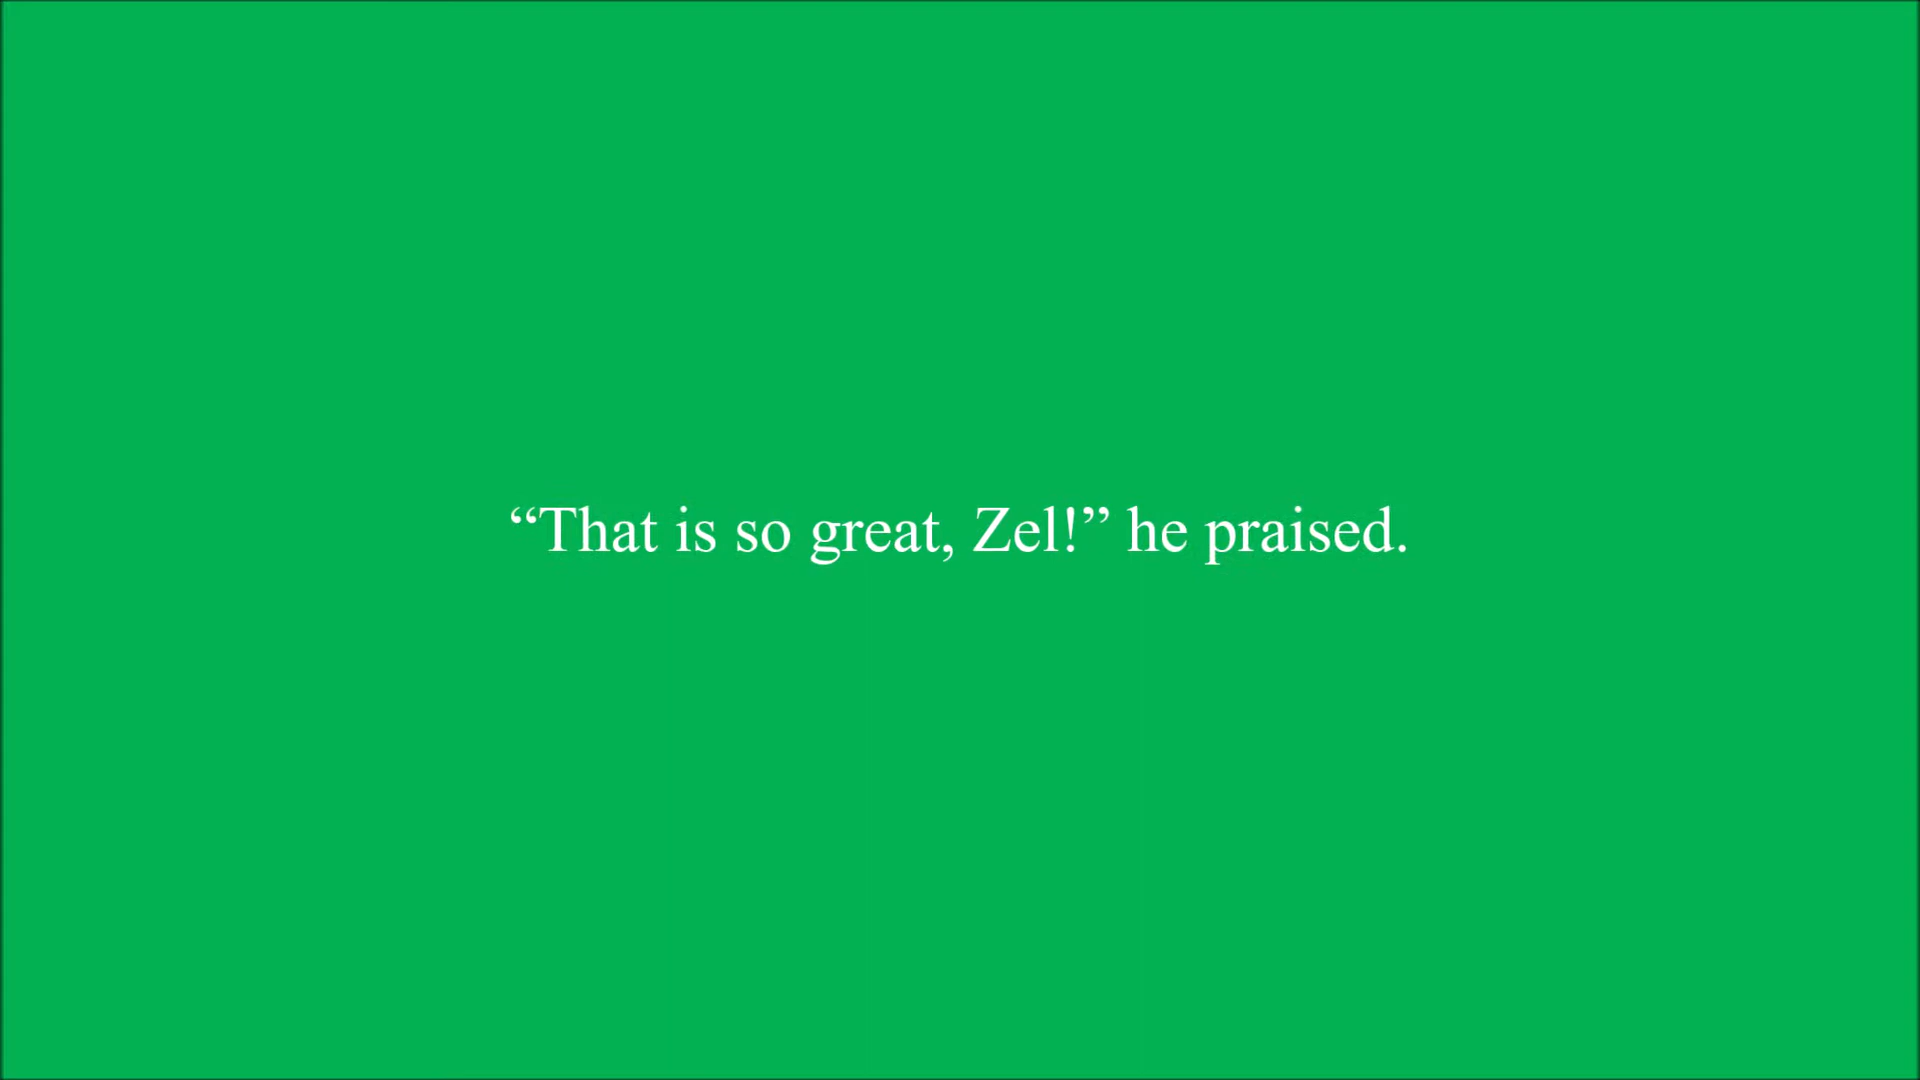 “That is so great, Zel!” he praised.